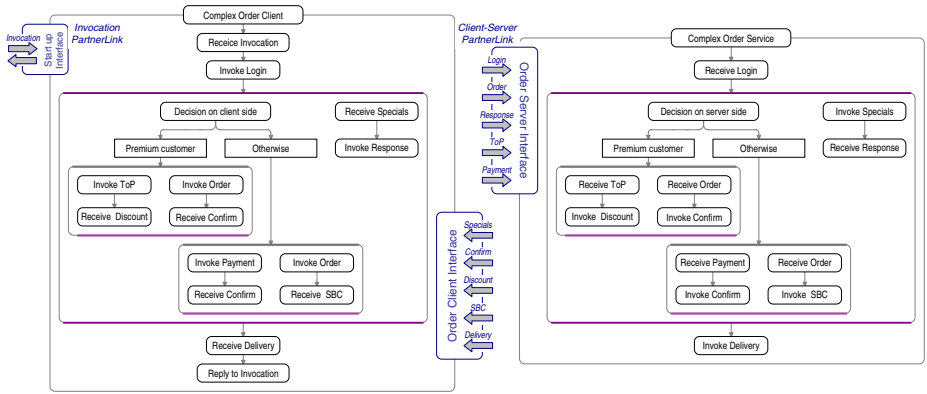 Complex Order Client
Receice Invocation
Invoke Login
Invocation
PartnerLink
Invocation
Start up
Interface
Decision on client side
Receive Specials
Invoke Response
Premium customer
Otherwise
Invoke ToP
Invoke Order
Receive Discount
Receive Confirm
Invoke Payment
Invoke Order
Receive Confirm
Receive SBC
Receive Delivery
Reply to Invocation
Client-Server
PartnerLink
Login
Order
Response
ToP
Payment
Order Server Interface
Order Client Interface
Specials
Confirm
Discount
SBC
Delivery
Complex Order Service
Receive Login
Decision on server side
Invoke Specials
Receive Response
Premium customer
Otherwise
Receive ToP
Receive Order
Invoke Discount
Invoke Confirm
Receive Payment
Receive Order
Invoke Confirm
Invoke SBC
Invoke Delivery